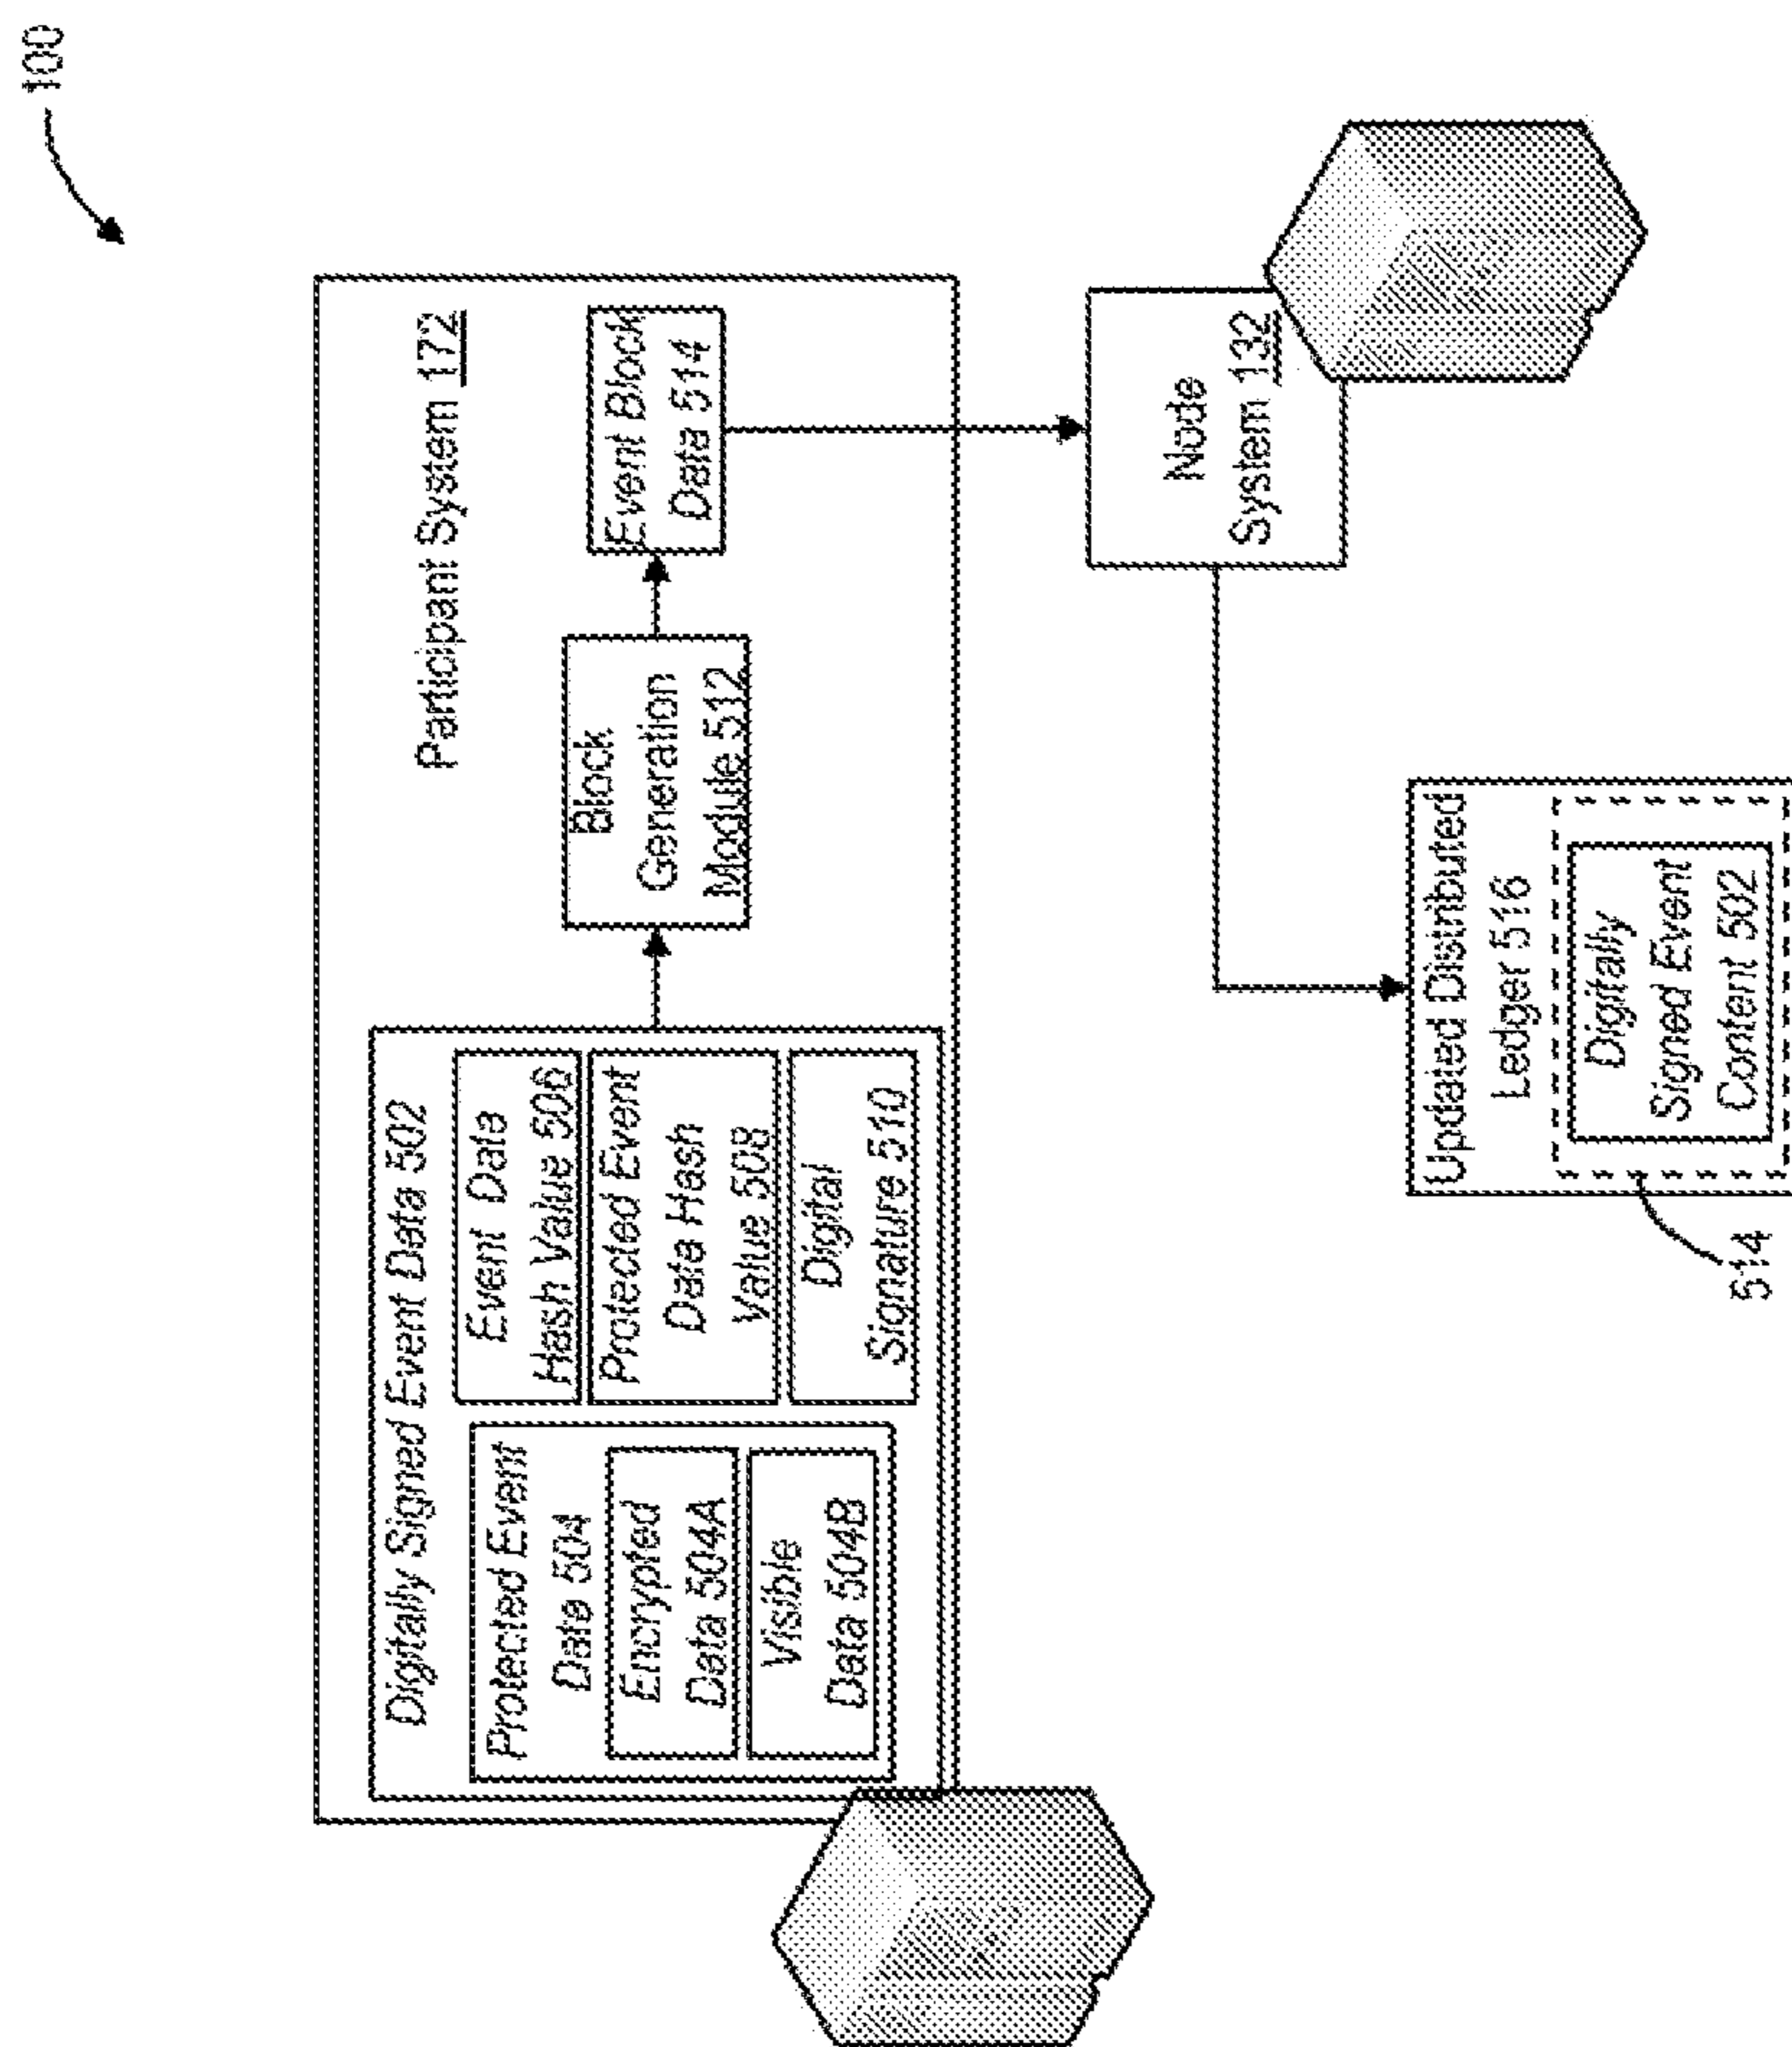 100
Participant System 172
Digitally Signed Event Data 502
Protected Event
Date 504
Encrypted
Data 504A
Visible
Data 504B
Event Data
Hash Value 506
Protected Event
Data Hash
Value 508
Digital
Signature 510
Block
Generation
Module 512
Event Block
Data 514
Node
System 132
Updated Distributed
Ledger 516
Digitally
Signed Event
Content 502
514